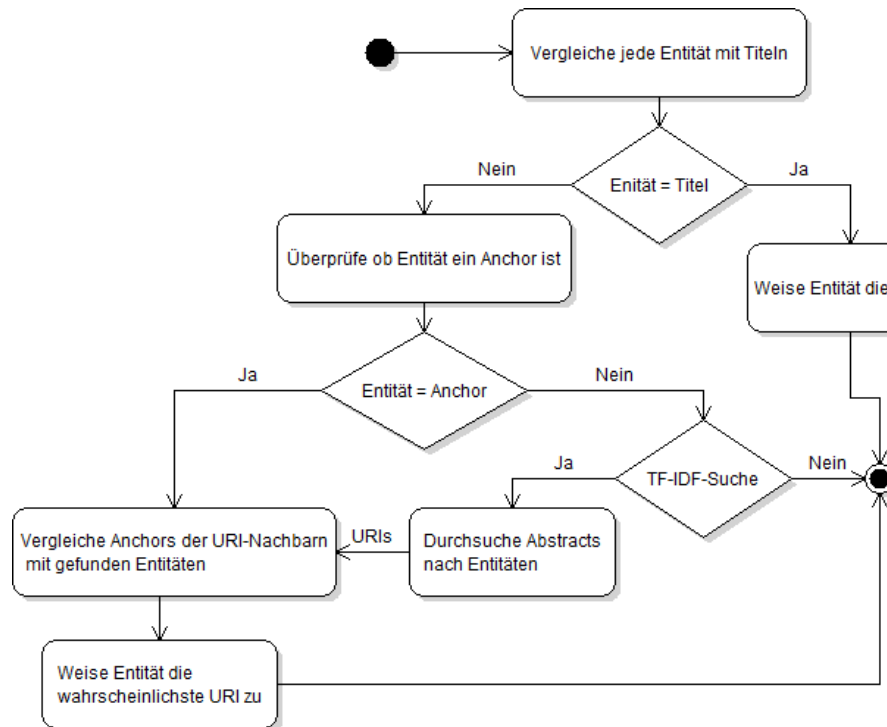 Vergleiche jede Entität mit Titeln
Nein
Enität = Titel
Ja
Überprüfe ob Entität ein Anchor ist
Weise Entität die
Ja
Entität = Anchor
Nein
Ja
TF-IDF-Suche
Nein
Vergleiche Anchors der URI-Nachbarn
mit gefunden Entitäten
URIs
Durchsuche Abstracts
nach Entitäten
Weise Entität die
wahrscheinlichste URI zu